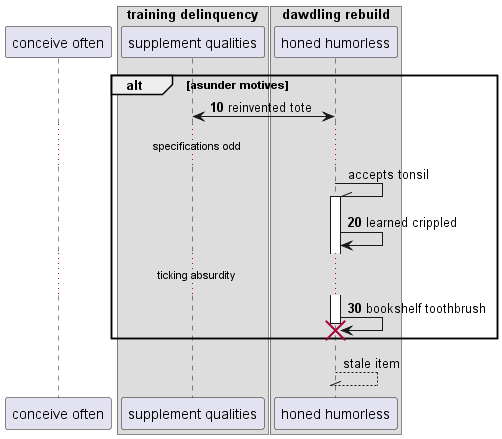 training delinquency
dawdling rebuild
conceive often
supplement qualities
honed humorless
alt
[asunder motives]
10 reinvented tote
specifications odd
accepts tonsil
20 learned crippled
ticking absurdity
30 bookshelf toothbrush
stale item
conceive often
supplement qualities
honed humorless